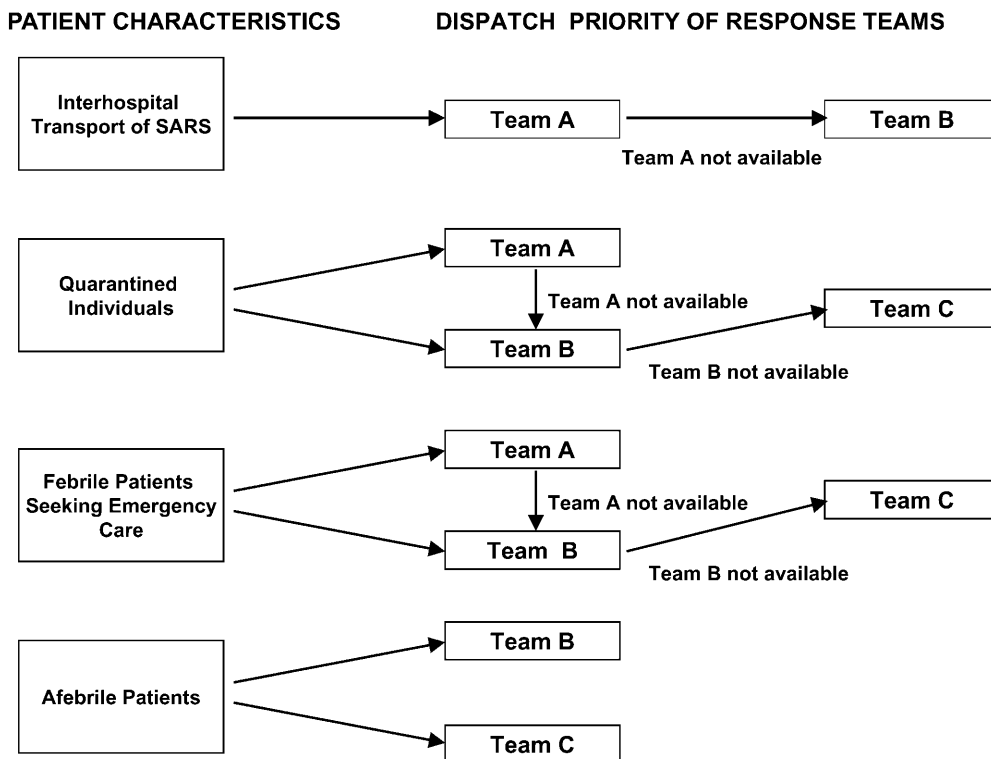 PATIENT CHARACTERISTICS
DISPATCH PRIORITY OF RESPONSE TEAMS
Interhospital
Transport of SARS
Team A
Team A not available
Team B
Quarantined
Individuals
Team A
Team A not available
Team B
Team B not available
Team C
Febrile Patients
Seeking Emergency
Care
Team A
Team A not available
Team B
Team B not available
Team C
Afebrile Patients
Team B
Team C